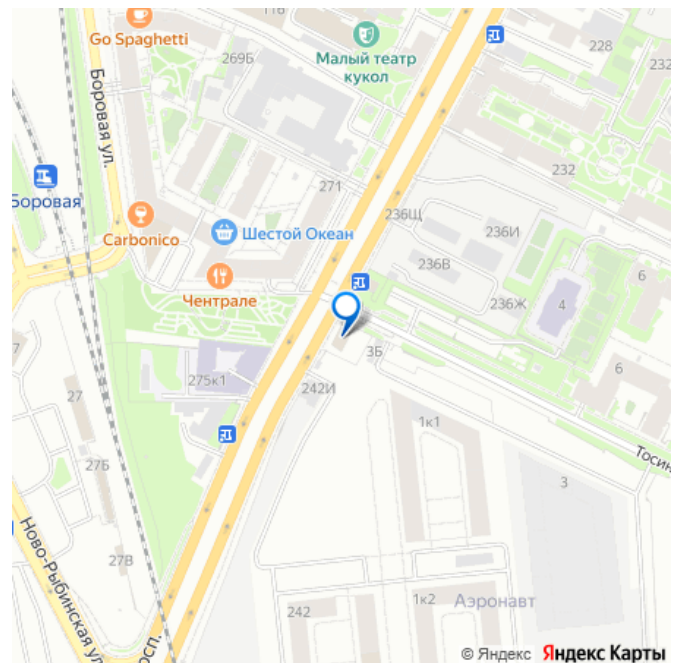 116
Go Spaghetti
269Б
Малый театр
кукол
228
232
Боровая ул.
232
271
Боровая
236Щ
Carbonico
Шестой Океан
236И
236В
Чентрале
236Ж
4
6
7
3Б
6
275к1
242И
27
1к1
27Б
Тосин
3
Ново-Рыбинская ул.
27В
242
1к2
Аэронавт
осп.
© Яндекс Яндекс Карты